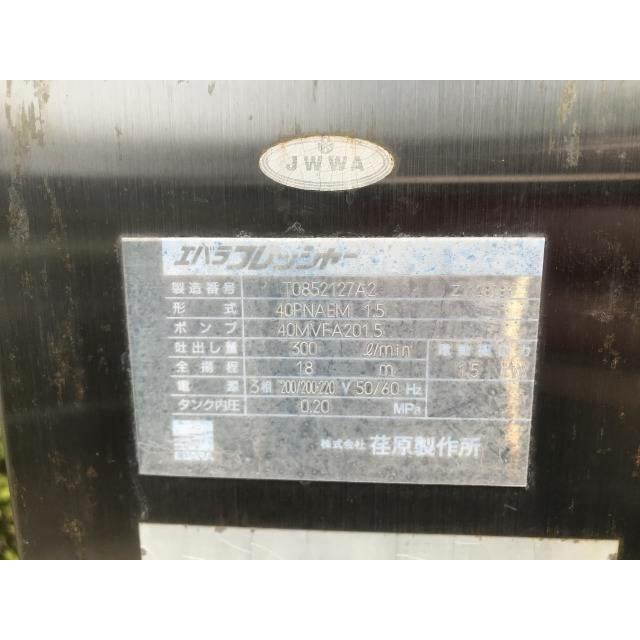 JWWA
エバラフレッシャー
製造番号 T0852127A2
形式 40PNAEM 1.5
ポンプ 40MVFA201.5
吐出し量 300 ℓ/min
全揚程 18 m 1.5
電源 3相 200/200-220 V 50/60 Hz
タンク内圧 0.20 MPa
EBARA 株式会社 荏原製作所